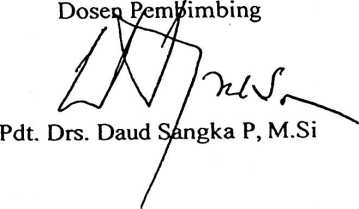 Dosen Pembimbing
Pdt. Drs. Daud Sangka P, M.Si